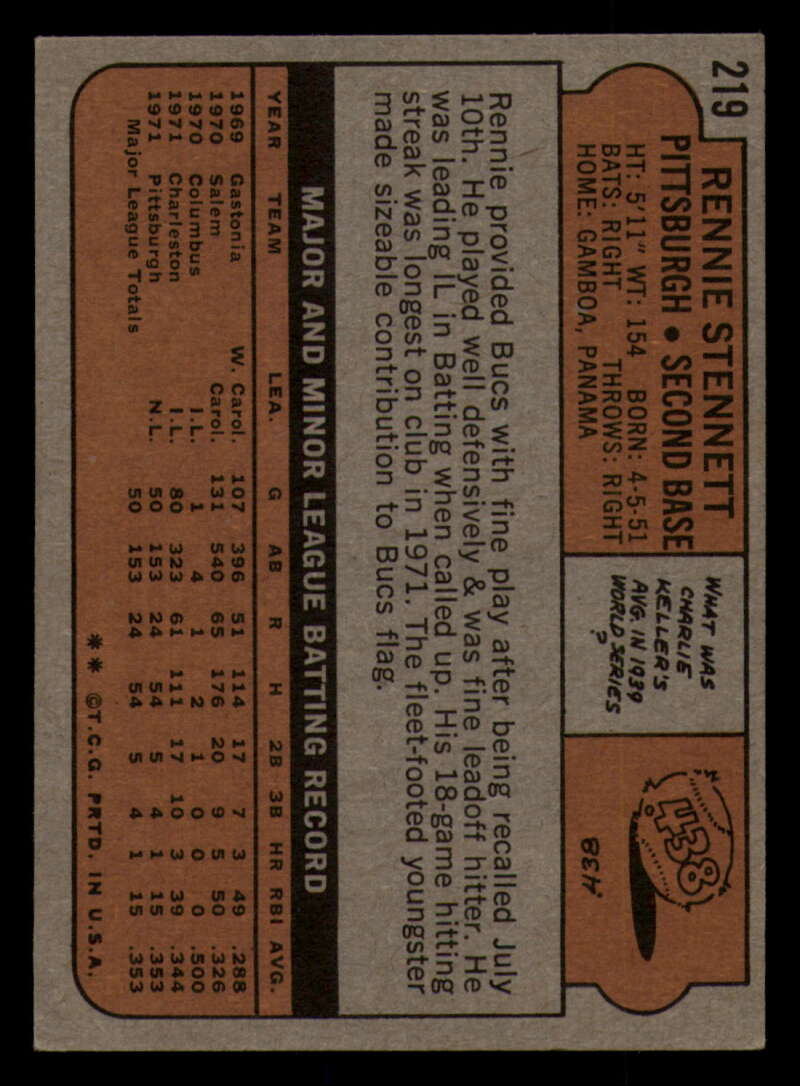 219
RENNIE STENNETT
PITTSBURGH • SECOND BASE
HT: 5'11" WT: 154 BORN: 4-5-51
BATS: RIGHT THROWS: RIGHT
HOME: GAMBOA, PANAMA
WHAT WAS
CHARLIE
KELLER'S
AVG. IN 1939
WORLD SERIES
?
438
.438
Rennie provided Bucs with fine play after being recalled July
10th. He played well defensively & was fine leadoff hitter. He
was leading IL in Batting when called up. His 18-game hitting
streak was longest on club in 1971. The fleet-footed youngster
made sizeable contribution to Bucs flag.
MAJOR AND MINOR LEAGUE BATTING RECORD
YEAR TEAM LEA. G AB R H 2B 3B HR RBI AVG.
1969 Gastonia W. Carol. 107 396 51 114 17 7 3 49 .288
1970 Salem Carol. 131 540 65 176 20 9 5 50 .326
1970 Columbus I.L. 1 4 1 2 1 0 0 0 .500
1971 Charleston I.L. 80 323 61 111 17 10 3 39 .344
1971 Pittsburgh N.L. 50 153 24 54 5 4 1 15 .353
Major League Totals 50 153 24 54 5 4 1 15 .353
** ©T.C.G. PRTD. IN U.S.A.